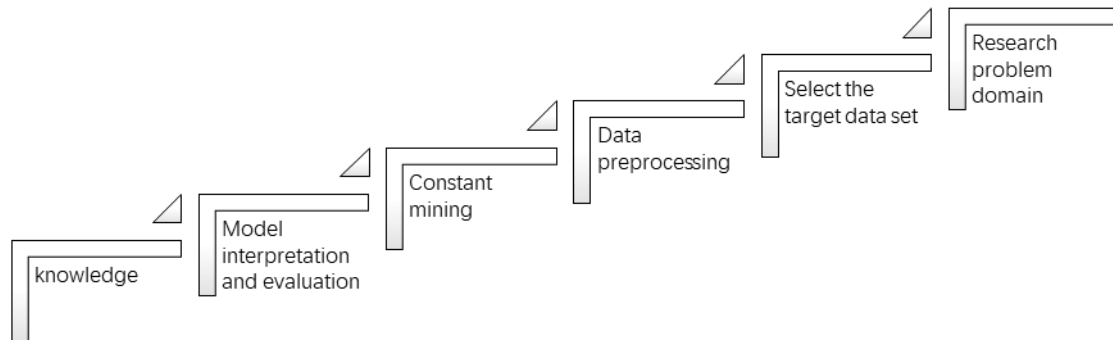 knowledge
Model
interpretation
and evaluation
Constant
mining
Data
preprocessing
Select the
target data set
Research
problem
domain